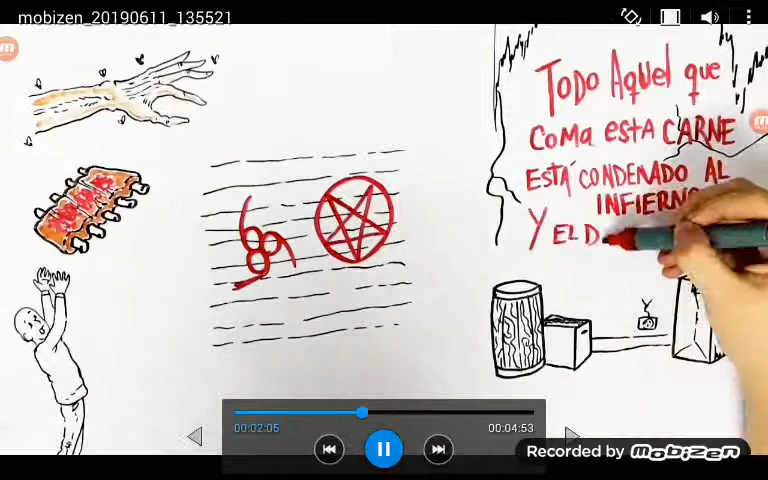 mobizen_20190611_135521
TODO AQUEL que
COMA ESTA CARNE
ESTÁ CONDENADO AL
INFIERNO
Y EL D
00:02:05
00:04:53
Recorded by mobizen